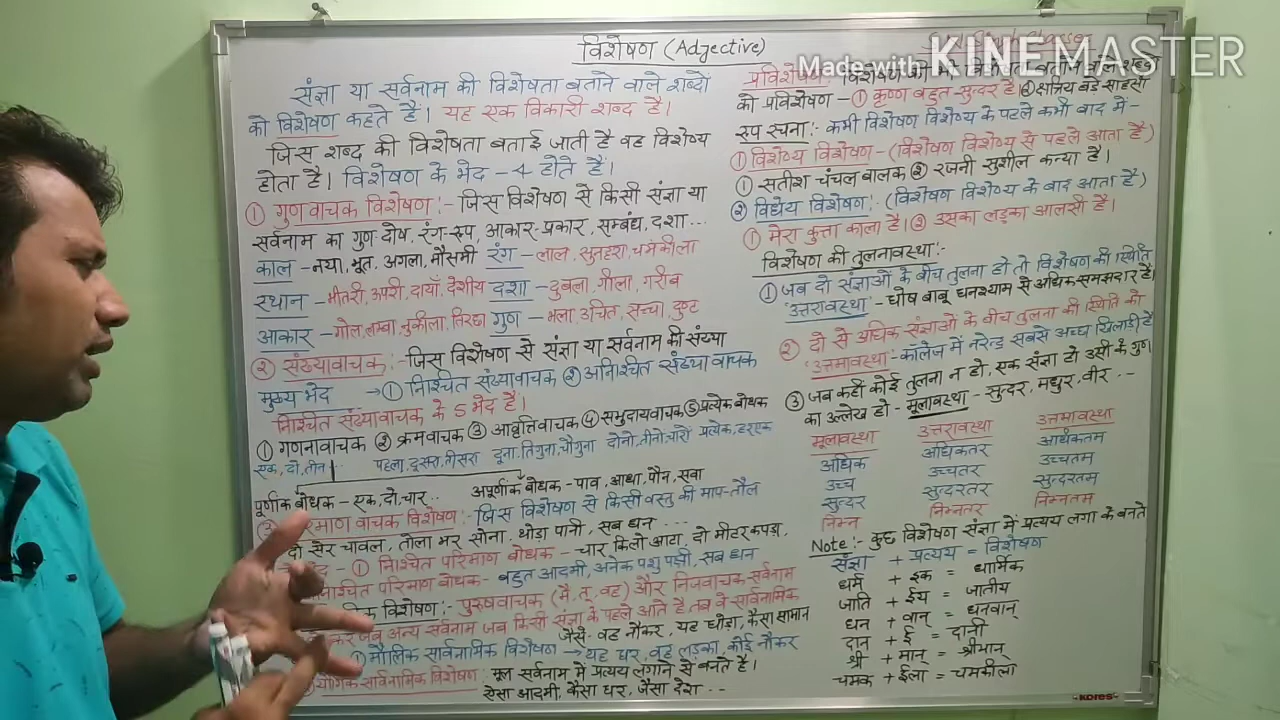 विशेषण (Adjective)
Made with KINEMASTER
संज्ञा या सर्वनाम की विशेषता बताने वाले शब्दों
को विशेषण कहते है। यह एक विकारी शब्द है।
जिस शब्द की विशेषता बताई जाती है वह विशेष्य
होता है। विशेषण के भेद - 4 होते हैं।
① गुणवाचक विशेषण :- जिस विशेषण से किसी संज्ञा या
सर्वनाम का गुण-दोष, रंग-रूप, आकार-प्रकार, सम्बंध, दशा...
काल - नया, भूत, अगला, मौसमी रंग - लाल, सुनहरा, चमकीला
स्थान - भीतरी, ऊपरी, दायाँ, देशीय दशा - दुबला, गीला, गरीब
आकार - गोल, लम्बा, नुकीला, तिरछा गुण - भला, उचित, सच्चा, दुष्ट
② संख्यावाचक :- जिस विशेषण से संज्ञा या सर्वनाम की संख्या
मुख्य भेद → ① निश्चित संख्यावाचक ② अनिश्चित संख्या वाचक
निश्चित संख्यावाचक के 5 भेद हैं।
① गणनावाचक ② क्रमवाचक ③ आवृत्तिवाचक ④ समुदायवाचक ⑤ प्रत्येक बोधक
एक, दो, तीन पहला, दूसरा, तीसरा दूना, तिगुना, चौगुना दोनो, तीनो, चारों प्रत्येक, हरएक
पूर्णांक बोधक - एक, दो, चार.. अपूर्णांक बोधक - पाव, आधा, पौन, सवा
माण वाचक विशेषण :- जिस विशेषण से किसी वस्तु की माप-तौल
दो सेर चावल, तोला भर सोना, थोड़ा पानी, सब धन ...
① निश्चित परिमाण बोधक - चार किलो आटा, दो मीटर कपड़ा,
श्चित परिमाण बोधक - बहुत आदमी, अनेक पशु पक्षी, सब धन
विशेषण :- पुरुषवाचक (मैं, तू, वह) और निजवाचक सर्वनाम
जब अन्य सर्वनाम जब किसी संज्ञा के पहले आते है तब वे सार्वनामिक
जैसे- वह नौकर, यह घोड़ा, कैसा सामान
① मौलिक सार्वनामिक विशेषण → यह घर, वह लड़का, कोई नौकर
यौगिक सार्वनामिक विशेषण : मूल सर्वनाम में प्रत्यय लगाने से बनते है।
ऐसा आदमी, कैसा घर, जैसा देश ..
प्रविशेषण
को प्रविशेषण - ① कृष्ण बहुत सुन्दर है। ② क्षत्रिय बड़े साहसी
रूप रचना :- कभी विशेषण विशेष्य के पहले कभी बाद में -
① विशेष्य विशेषण - (विशेषण विशेष्य से पहले आता है)
① सतीश चंचल बालक ② रजनी सुशील कन्या है।
② विधेय विशेषण :- (विशेषण विशेष्य के बाद आता है)
① मेरा कुत्ता काला है। ② उसका लड़का आलसी है।
विशेषण की तुलनावस्था :-
① जब दो संज्ञाओं के बीच तुलना हो तो विशेषण की स्थिति
उत्तरावस्था - घोष बाबू घनश्याम से अधिक समझदार है।
② दो से अधिक संज्ञाओं के बीच तुलना की स्थिति को
उत्तमावस्था - कॉलेज में नरेन्द्र सबसे अच्छा खिलाड़ी है
③ जब कहीं कोई तुलना न हो, एक संज्ञा हो उसी के गुण
का उल्लेख हो - मूलावस्था - सुन्दर, मधुर, वीर ..
मूलावस्था उत्तरावस्था उत्तमावस्था
अधिक अधिकतर अधिकतम
उच्च उच्चतर उच्चतम
सुन्दर सुन्दरतर सुन्दरतम
निम्न निम्नतर निम्नतम
Note :- कुछ विशेषण संज्ञा में प्रत्यय लगा के बनते
संज्ञा + प्रत्यय = विशेषण
धर्म + इक = धार्मिक
जाति + ईय = जातीय
धन + वान् = धनवान्
दान + ई = दानी
श्री + मान् = श्रीमान्
चमक + ईला = चमकीला
KORES